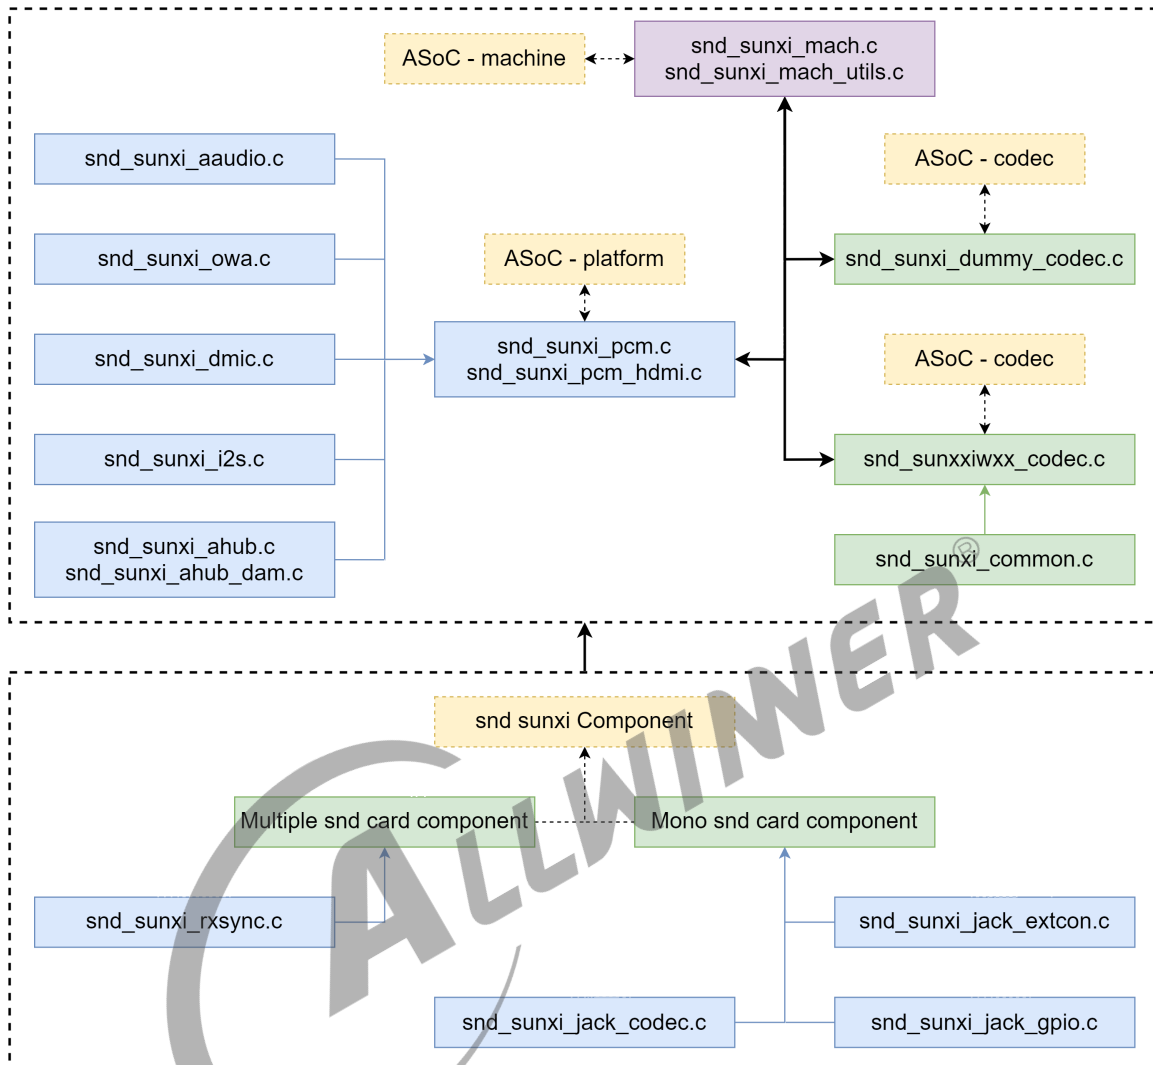 snd_sunxi_mach.c
snd_sunxi_mach_utils.c
ASoC - machine
snd_sunxi_aaudio.c
ASoC - codec
snd_sunxi_owa.c
ASoC - platform
snd_sunxi_dummy_codec.c
snd_sunxi_dmic.c
snd_sunxi_pcm.c
snd_sunxi_pcm_hdmi.c
ASoC - codec
snd_sunxi_i2s.c
snd_sunxxiwxx_codec.c
snd_sunxi_ahub.c
snd_sunxi_ahub_dam.c
snd_sunxi_common.c
snd sunxi Component
Multiple snd card component
Mono snd card component
snd_sunxi_rxsync.c
snd_sunxi_jack_extcon.c
snd_sunxi_jack_codec.c
snd_sunxi_jack_gpio.c
ALLWINNER®